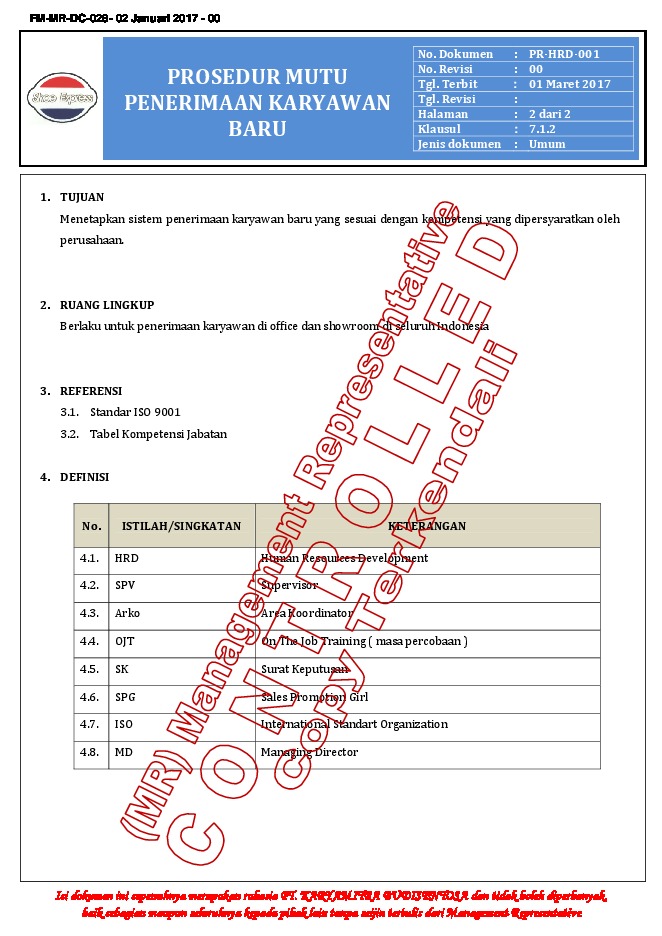 FM-MR-DC-028- 02 Januari 2017 - 00
Shoe Express
PROSEDUR MUTU
PENERIMAAN KARYAWAN
BARU
No. Dokumen : PR-HRD-001
No. Revisi : 00
Tgl. Terbit : 01 Maret 2017
Tgl. Revisi :
Halaman : 2 dari 2
Klausul : 7.1.2
Jenis dokumen : Umum
1. TUJUAN
Menetapkan sistem penerimaan karyawan baru yang sesuai dengan kompetensi yang dipersyaratkan oleh
perusahaan.
2. RUANG LINGKUP
Berlaku untuk penerimaan karyawan di office dan showroom di seluruh Indonesia
3. REFERENSI
3.1. Standar ISO 9001
3.2. Tabel Kompetensi Jabatan
4. DEFINISI
No. ISTILAH/SINGKATAN KETERANGAN
4.1. HRD Human Resources Development
4.2. SPV Supervisor
4.3. Arko Area Koordinator
4.4. OJT On The Job Training ( masa percobaan )
4.5. SK Surat Keputusan
4.6. SPG Sales Promotion Girl
4.7. ISO International Standart Organization
4.8. MD Managing Director
(MR) Management Representative
CONTROLLED
Copy Terkendali
Isi dokumen ini sepenuhnya merupakan rahasia PT. KARYAMITRA BUDISENTOSA dan tidak boleh diperbanyak,
baik sebagian maupun seluruhnya kepada pihak lain tanpa seijin tertulis dari Management Representative